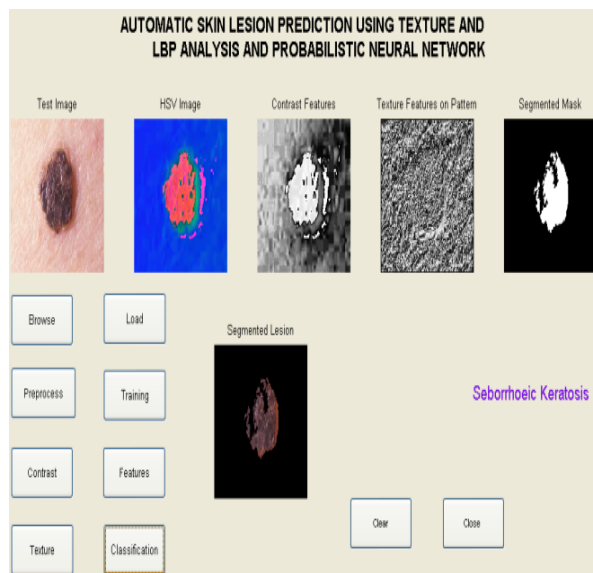 AUTOMATIC SKIN LESION PREDICTION USING TEXTURE AND
LBP ANALYSIS AND PROBABILISTIC NEURAL NETWORK
Test Image
HSV Image
Contrast Features
Texture Features on Pattern
Segmented Mask
Browse
Load
Segmented Lesion
Preprocess
Training
Seborrhoeic Keratosis
Contrast
Features
Clear
Close
Texture
Classification